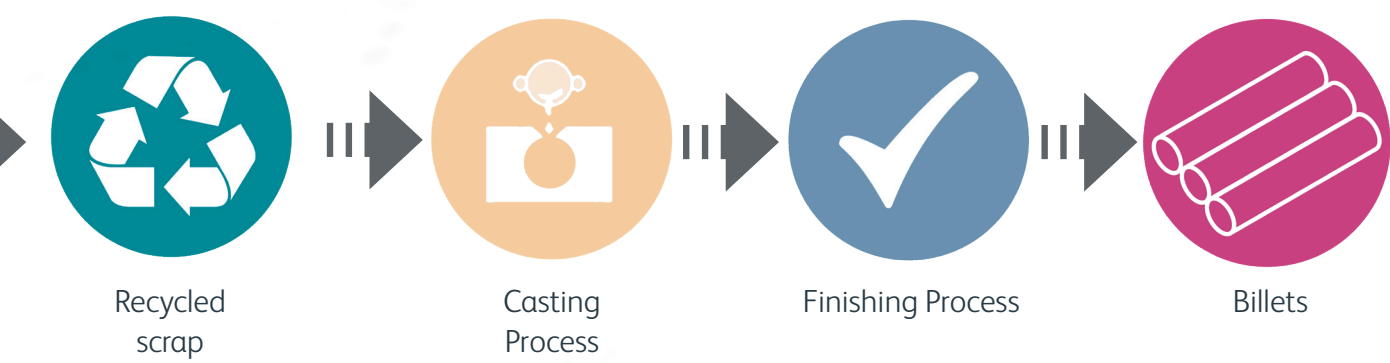 Recycled
scrap
Casting
Process
Finishing Process
Billets